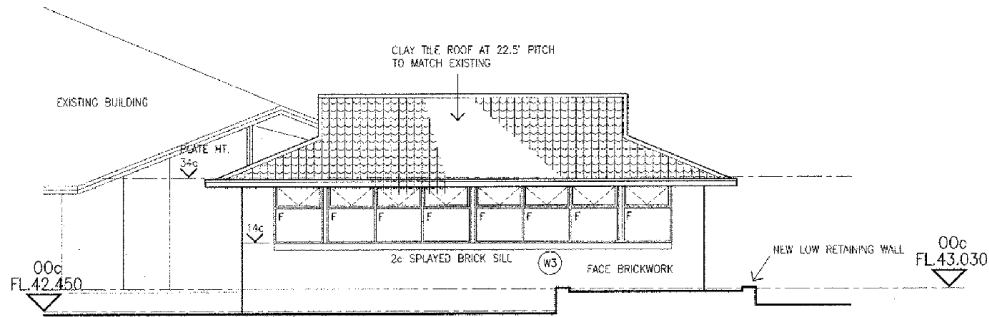 CLAY TILE ROOF AT 22.5° PITCH
TO MATCH EXISTING
EXISTING BUILDING
PLATE HT.
34c
14c
F F F F F F F F
2c SPLAYED BRICK SILL
W3
FACE BRICKWORK
NEW LOW RETAINING WALL
00c
FL.42.450
00c
FL.43.030